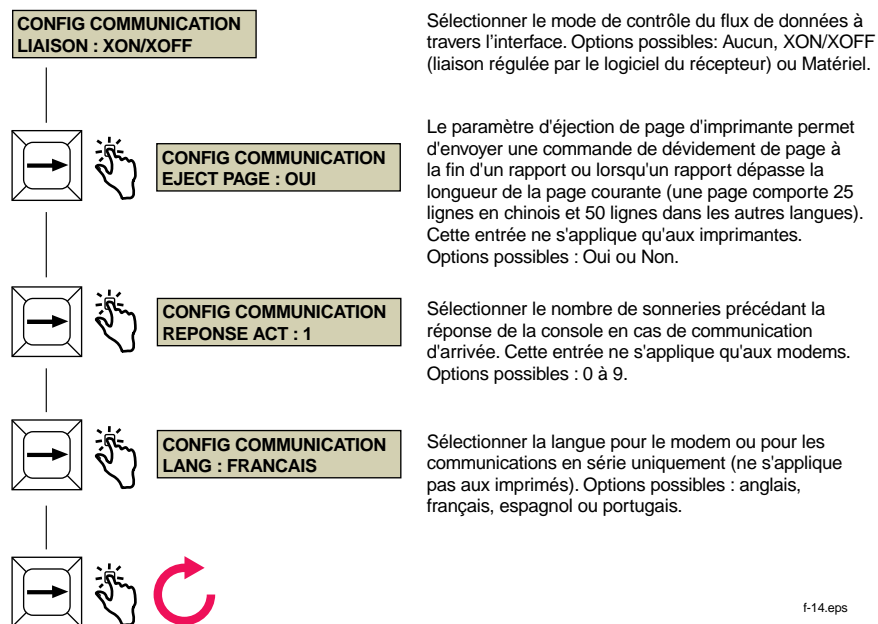 CONFIG COMMUNICATION
LIAISON : XON/XOFF
Sélectionner le mode de contrôle du flux de données à
travers l'interface. Options possibles: Aucun, XON/XOFF
(liaison régulée par le logiciel du récepteur) ou Matériel.
CONFIG COMMUNICATION
EJECT PAGE : OUI
Le paramètre d'éjection de page d'imprimante permet
d'envoyer une commande de dévidement de page à
la fin d'un rapport ou lorsqu'un rapport dépasse la
longueur de la page courante (une page comporte 25
lignes en chinois et 50 lignes dans les autres langues).
Cette entrée ne s'applique qu'aux imprimantes.
Options possibles : Oui ou Non.
CONFIG COMMUNICATION
REPONSE ACT : 1
Sélectionner le nombre de sonneries précédant la
réponse de la console en cas de communication
d'arrivée. Cette entrée ne s'applique qu'aux modems.
Options possibles : 0 à 9.
CONFIG COMMUNICATION
LANG : FRANCAIS
Sélectionner la langue pour le modem ou pour les
communications en série uniquement (ne s'applique
pas aux imprimés). Options possibles : anglais,
français, espagnol ou portugais.
f-14.eps